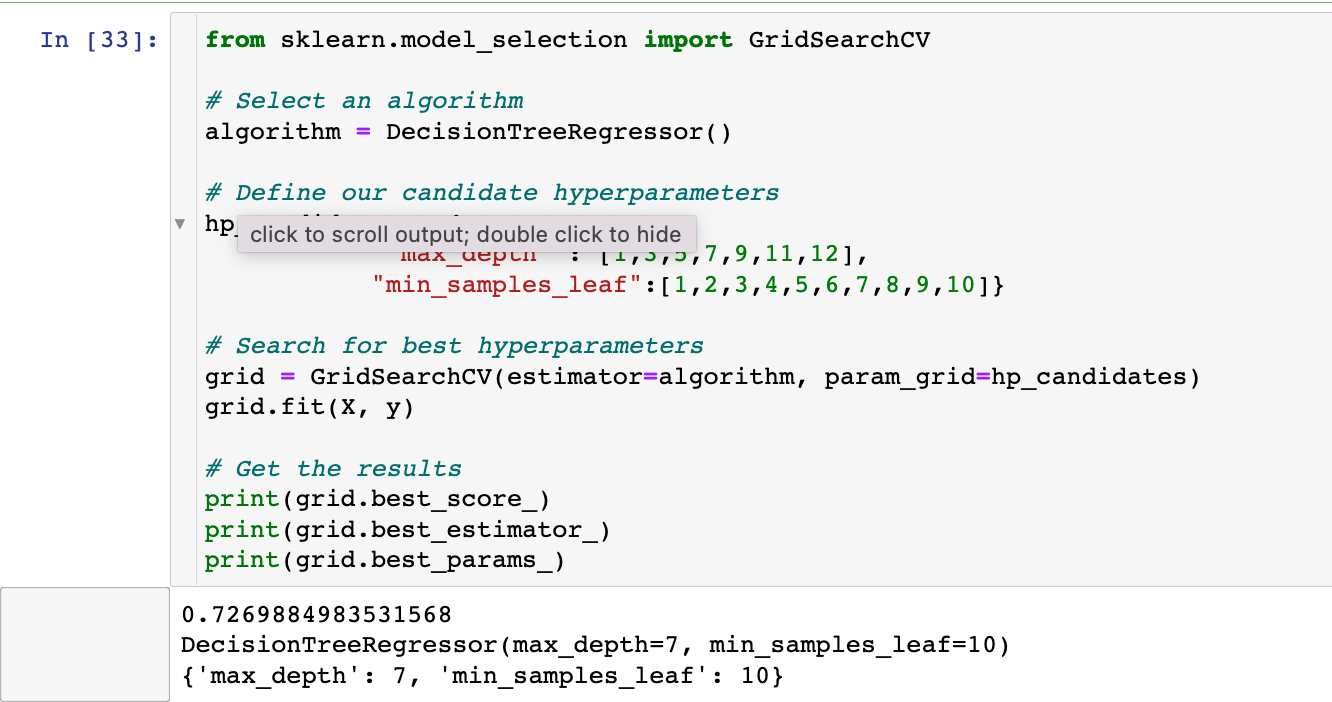 In [33]:
from sklearn.model_selection import GridSearchCV
# Select an algorithm
algorithm = DecisionTreeRegressor()
# Define our candidate hyperparameters
hp_
click to scroll output; double click to hide
max_depth : [1,3,5,7,9,11,12],
"min_samples_leaf":[1,2,3,4,5,6,7,8,9,10]}
# Search for best hyperparameters
grid = GridSearchCV(estimator=algorithm, param_grid=hp_candidates)
grid.fit(X, y)
# Get the results
print(grid.best_score_)
print(grid.best_estimator_)
print(grid.best_params_)
0.7269884983531568
DecisionTreeRegressor(max_depth=7, min_samples_leaf=10)
{'max_depth': 7, 'min_samples_leaf': 10}